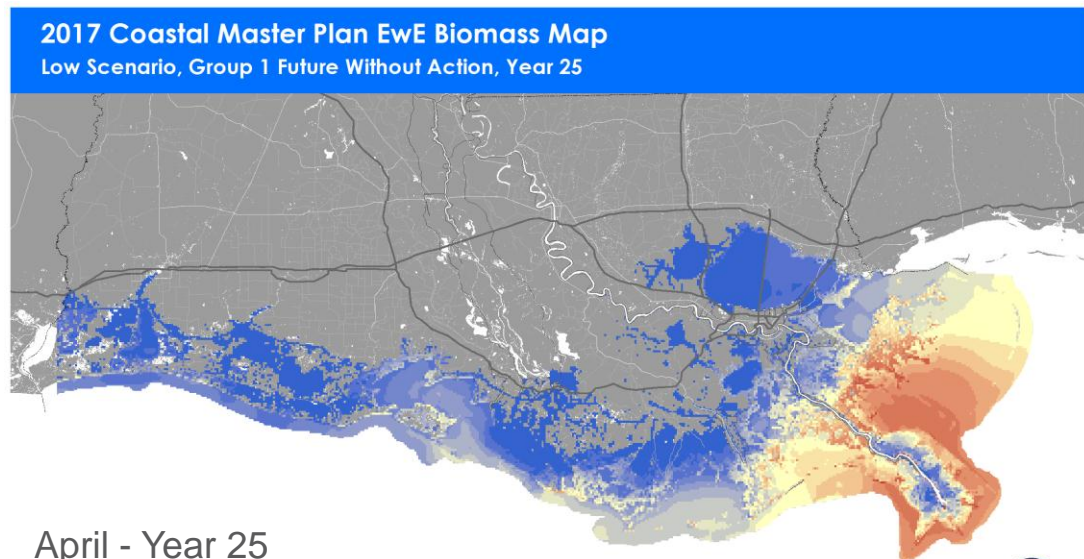 2017 Coastal Master Plan EwE Biomass Map
Low Scenario, Group 1 Future Without Action, Year 25
April - Year 25